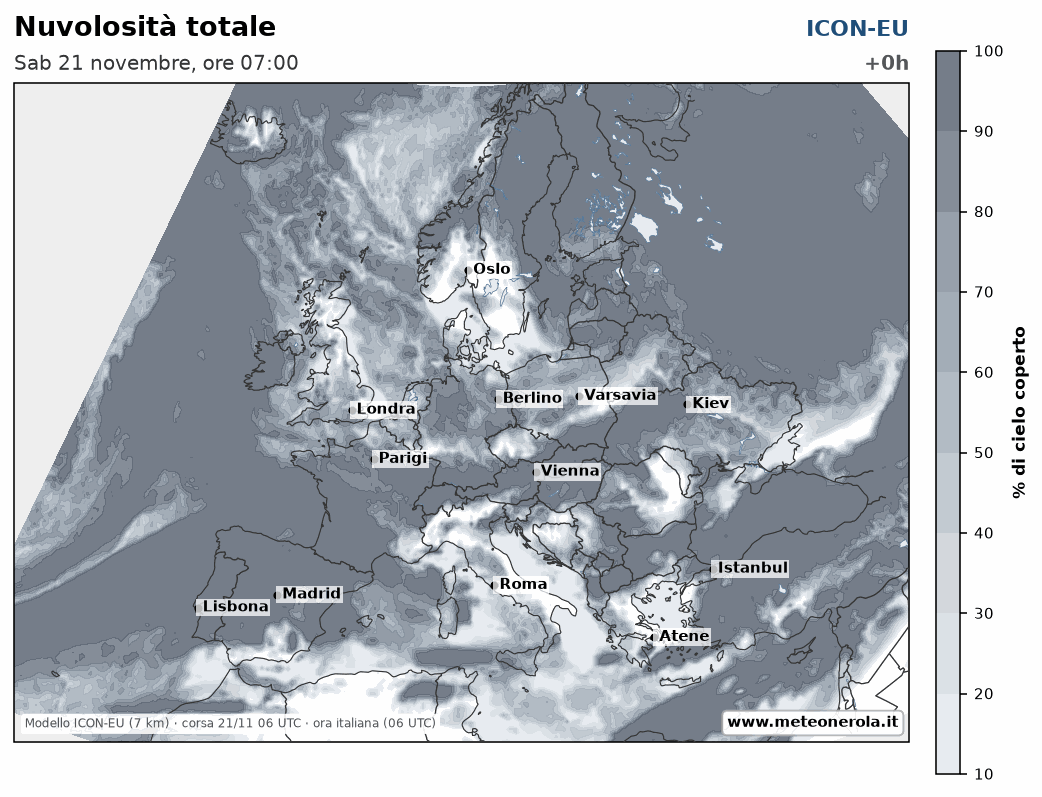 Nuvolosità totale
ICON-EU
Sab 21 novembre, ore 07:00
+0h
100
90
80
70
60
50
40
30
20
10
% di cielo coperto
Oslo
Londra
Berlino
Varsavia
Kiev
Parigi
Vienna
Istanbul
Roma
Madrid
Lisbona
Atene
Modello ICON-EU (7 km) · corsa 21/11 06 UTC · ora italiana (06 UTC)
www.meteonerola.it